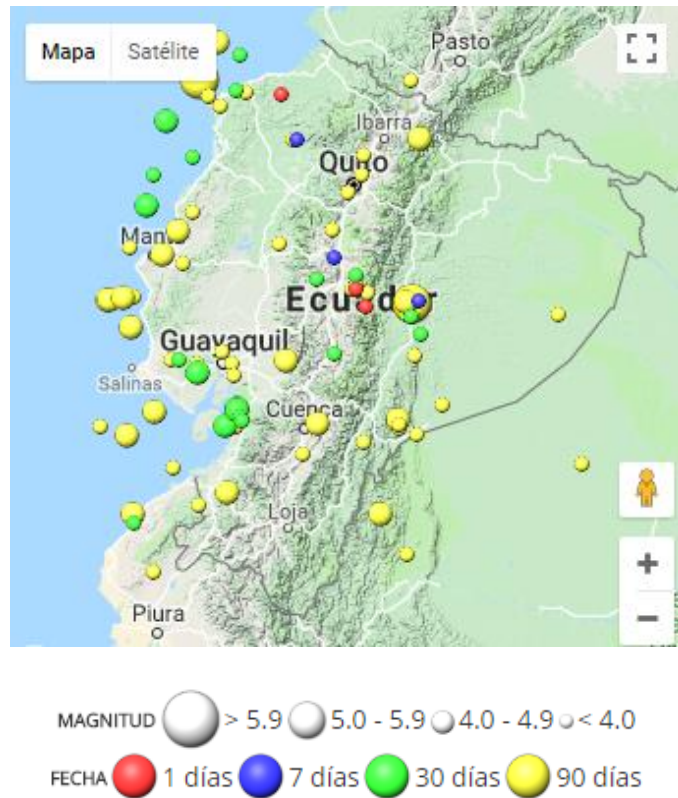 Mapa Satélite
Pasto
Ibarra
Quito
Ecuador
Guayaquil
Salinas
Cuenca
Loja
Piura
MAGNITUD > 5.9 5.0 - 5.9 4.0 - 4.9 < 4.0
FECHA 1 días 7 días 30 días 90 días